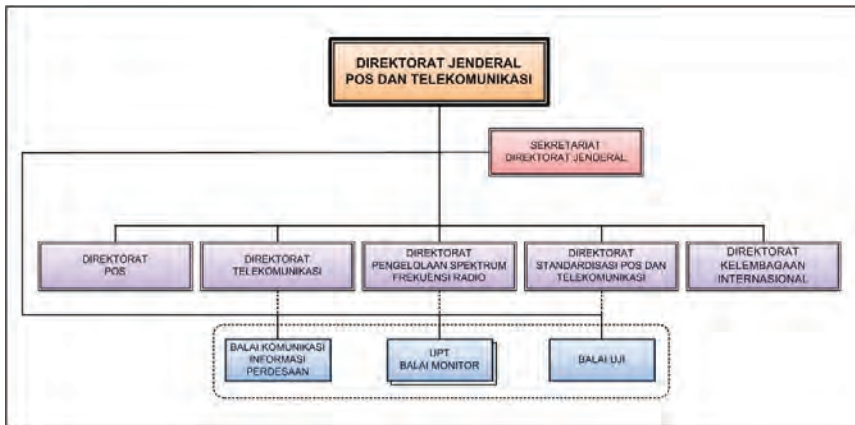 DIREKTORAT JENDERAL
POS DAN TELEKOMUNIKASI
SEKRETARIAT
DIREKTORAT JENDERAL
DIREKTORAT
POS
DIREKTORAT
TELEKOMUNIKASI
DIREKTORAT
PENGELOLAAN SPEKTRUM
FREKUENSI RADIO
DIREKTORAT
STANDARDISASI POS DAN
TELEKOMUNIKASI
DIREKTORAT
KELEMBAGAAN
INTERNASIONAL
BALAI KOMUNIKASI
INFORMASI
PERDESAAN
UPT
BALAI MONITOR
BALAI UJI